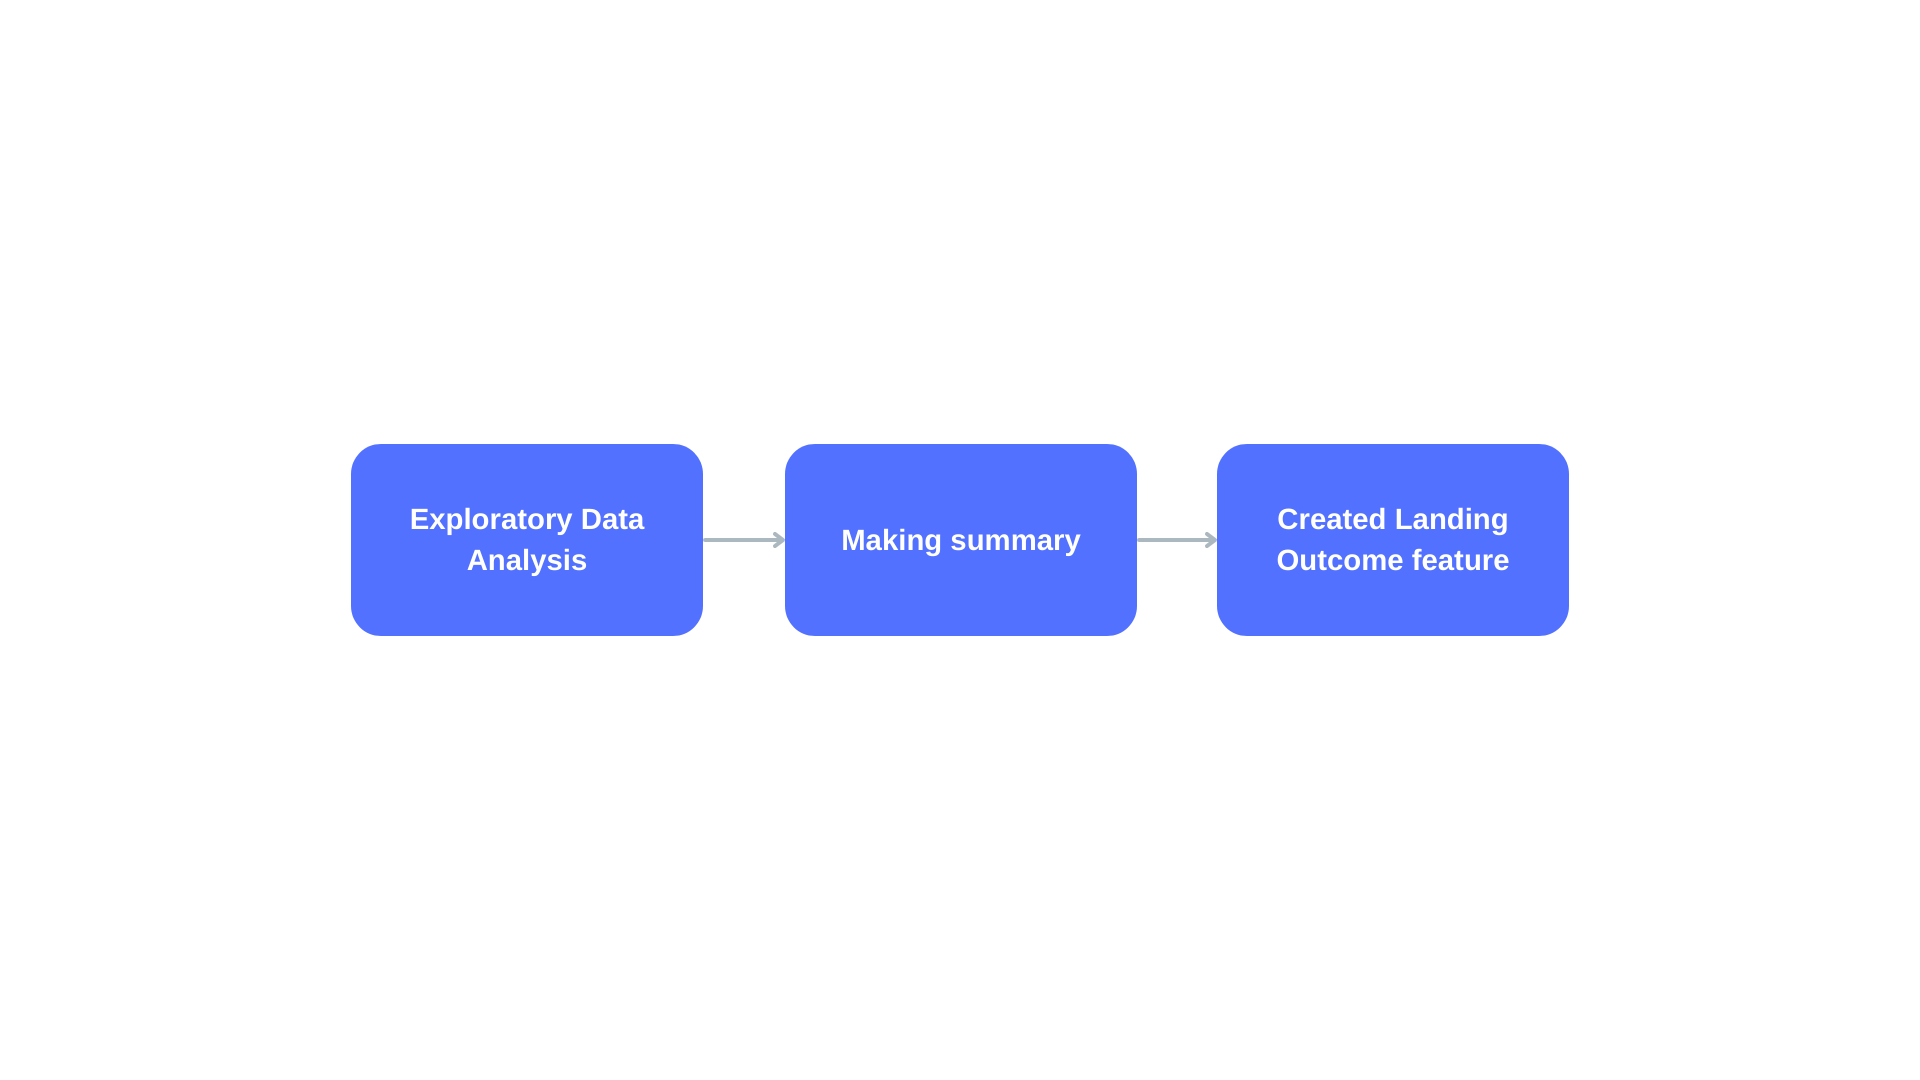 Exploratory Data
Analysis
Making summary
Created Landing
Outcome feature